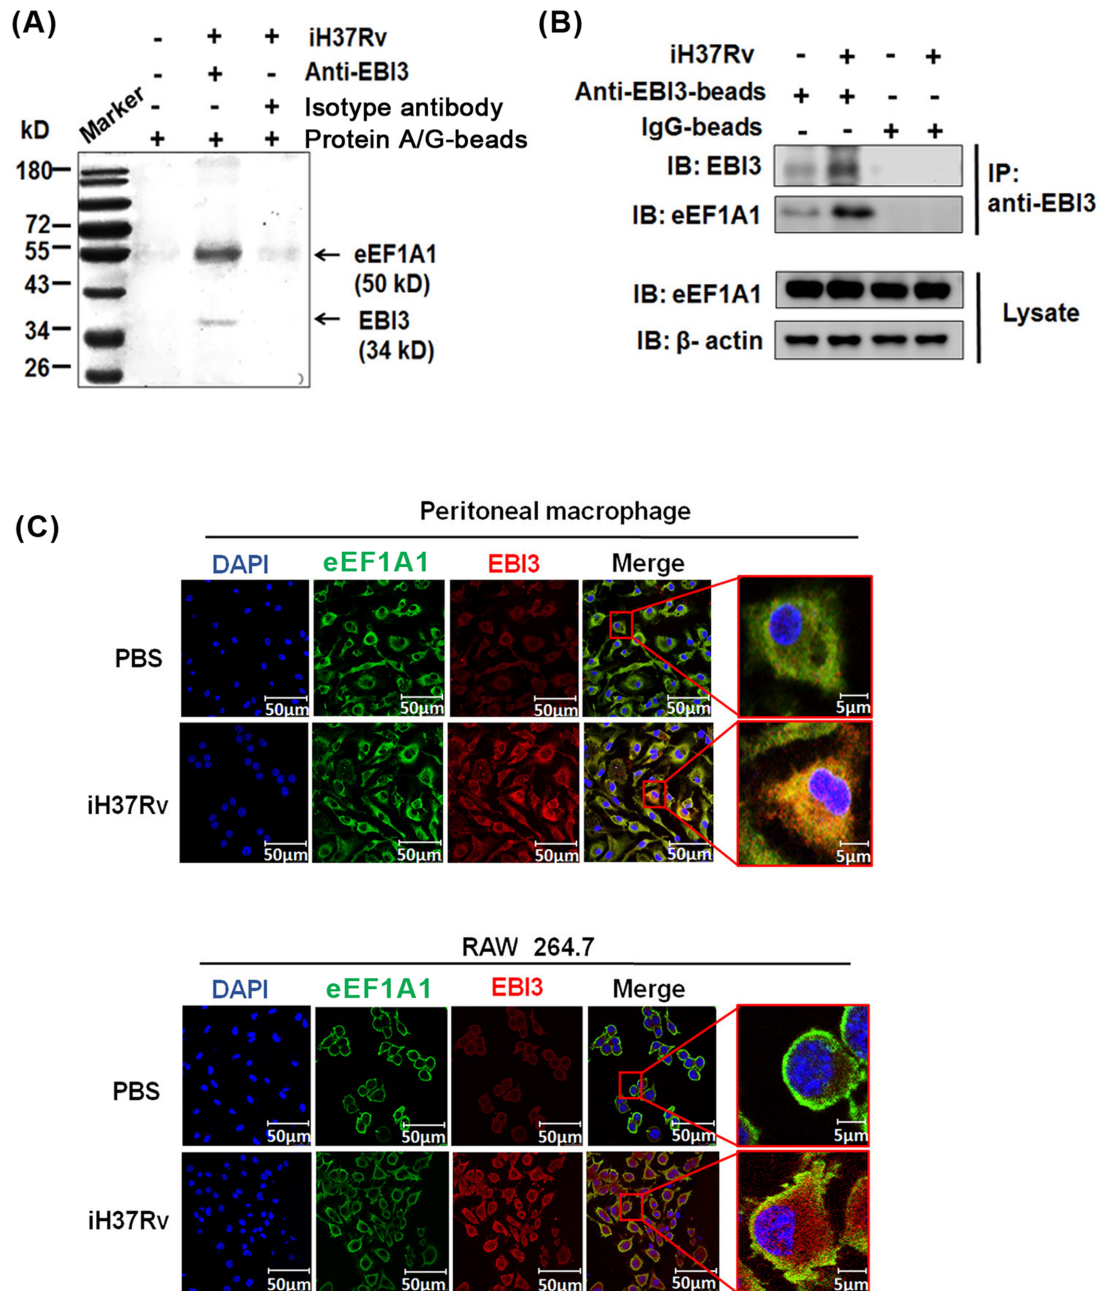 (A)
- + + iH37Rv
- + - Anti-EBI3
- - + Isotype antibody
+ + + Protein A/G-beads
Marker
kD
180
72
55
43
34
26
eEF1A1
(50 kD)
EBI3
(34 kD)
(B)
iH37Rv - + - +
Anti-EBI3-beads + + - -
IgG-beads - - + +
IB: EBI3
IB: eEF1A1
IP:
anti-EBI3
IB: eEF1A1
IB: β- actin
Lysate
(C)
Peritoneal macrophage
DAPI eEF1A1 EBI3 Merge
PBS
50μm 50μm 50μm 50μm 5μm
iH37Rv
50μm 50μm 50μm 50μm 5μm
RAW 264.7
DAPI eEF1A1 EBI3 Merge
PBS
50μm 50μm 50μm 50μm 5μm
iH37Rv
50μm 50μm 50μm 50μm 5μm